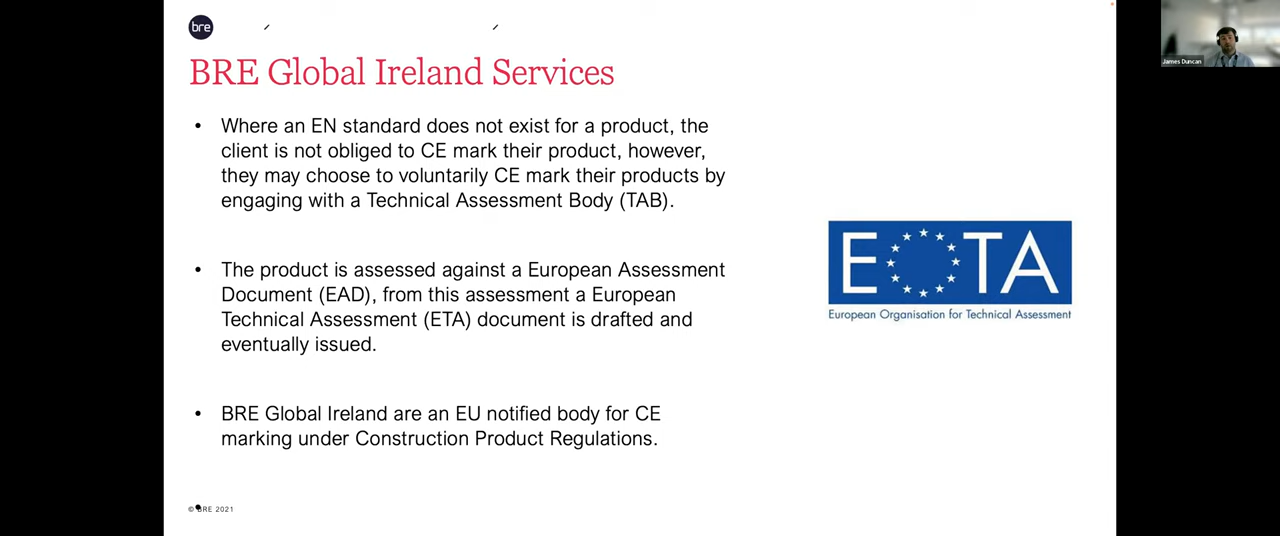 bre
James Duncan
BRE Global Ireland Services
• Where an EN standard does not exist for a product, the
client is not obliged to CE mark their product, however,
they may choose to voluntarily CE mark their products by
engaging with a Technical Assessment Body (TAB).
• The product is assessed against a European Assessment
Document (EAD), from this assessment a European
Technical Assessment (ETA) document is drafted and
eventually issued.
• BRE Global Ireland are an EU notified body for CE
marking under Construction Product Regulations.
EOTA
European Organisation for Technical Assessment
© BRE 2021